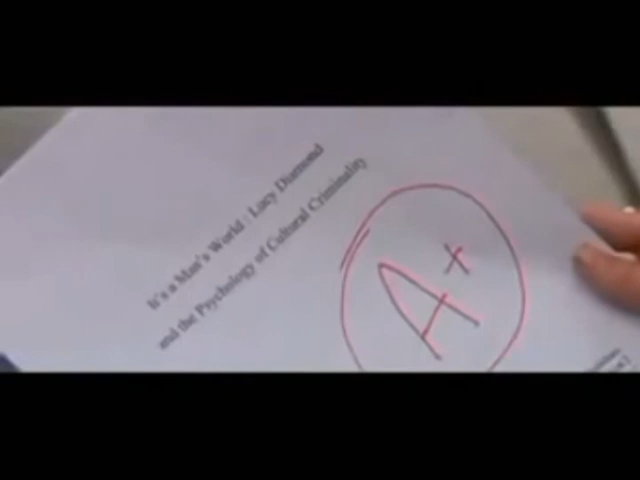 It's a Man's World : Lucy Diamond
and the Psychology of Cultural Criminality
A+